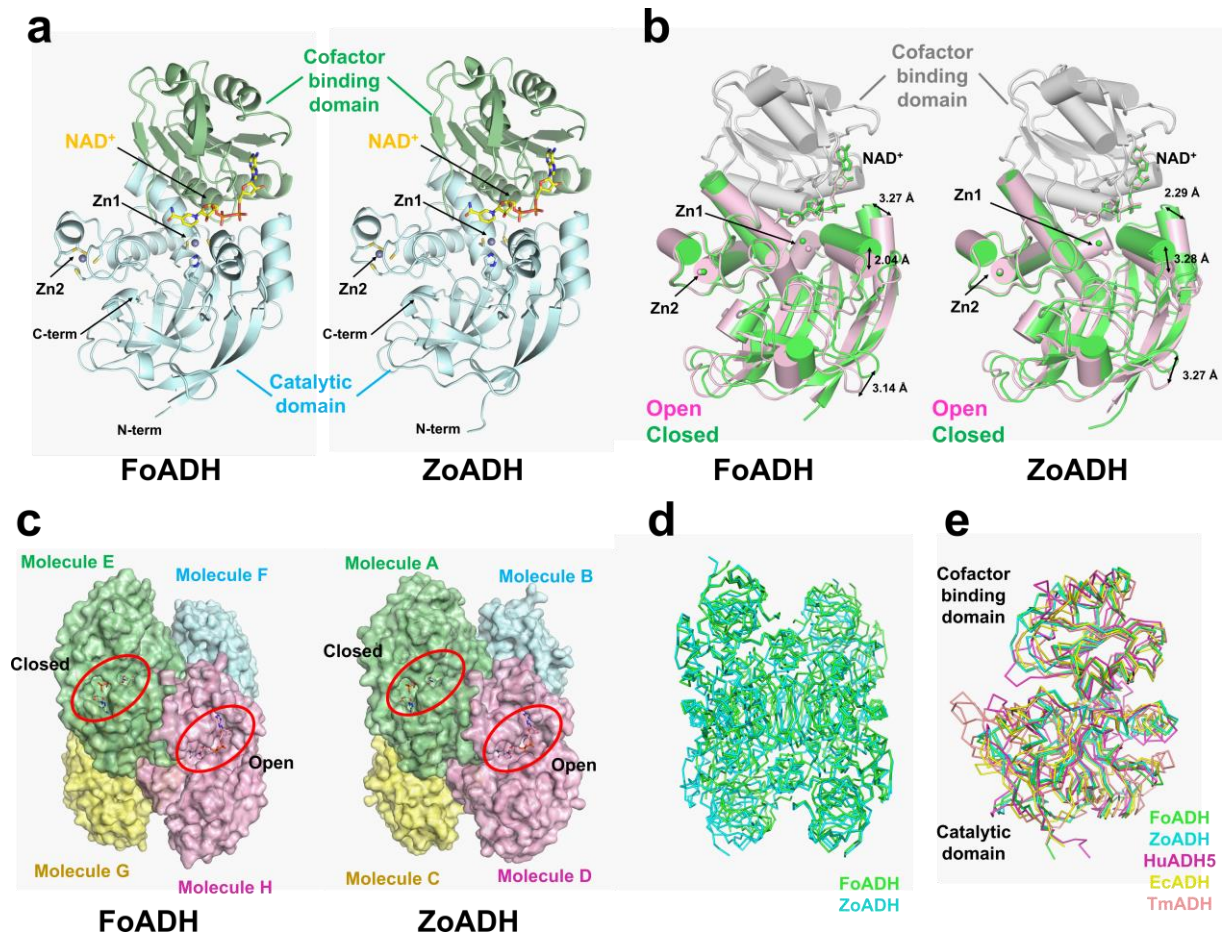 a
Cofactor
binding
domain
NAD⁺
NAD⁺
Zn1
Zn1
Zn2
Zn2
C-term
C-term
Catalytic
domain
N-term
N-term
FoADH
ZoADH
b
Cofactor
binding
domain
NAD⁺
NAD⁺
3.27 Å
2.29 Å
Zn1
Zn1
2.04 Å
3.28 Å
Zn2
Zn2
3.14 Å
3.27 Å
Open
Closed
Open
Closed
FoADH
ZoADH
c
Molecule E
Molecule F
Closed
Open
Molecule G
Molecule H
FoADH
Molecule A
Molecule B
Closed
Open
Molecule C
Molecule D
ZoADH
d
FoADH
ZoADH
e
Cofactor
binding
domain
Catalytic
domain
FoADH
ZoADH
HuADH5
EcADH
TmADH